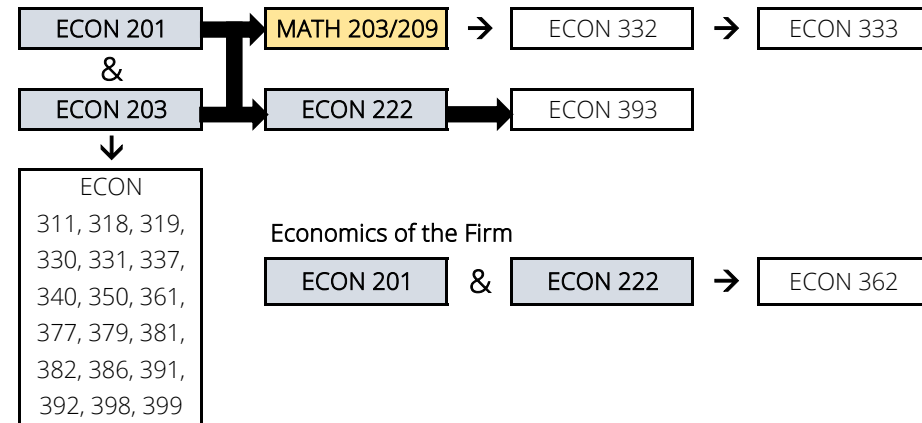 ECON 201
MATH 203/209
→
ECON 332
→
ECON 333
&
ECON 203
ECON 222
ECON 393
↓
ECON
311, 318, 319,
330, 331, 337,
340, 350, 361,
377, 379, 381,
382, 386, 391,
392, 398, 399
Economics of the Firm
ECON 201
&
ECON 222
→
ECON 362